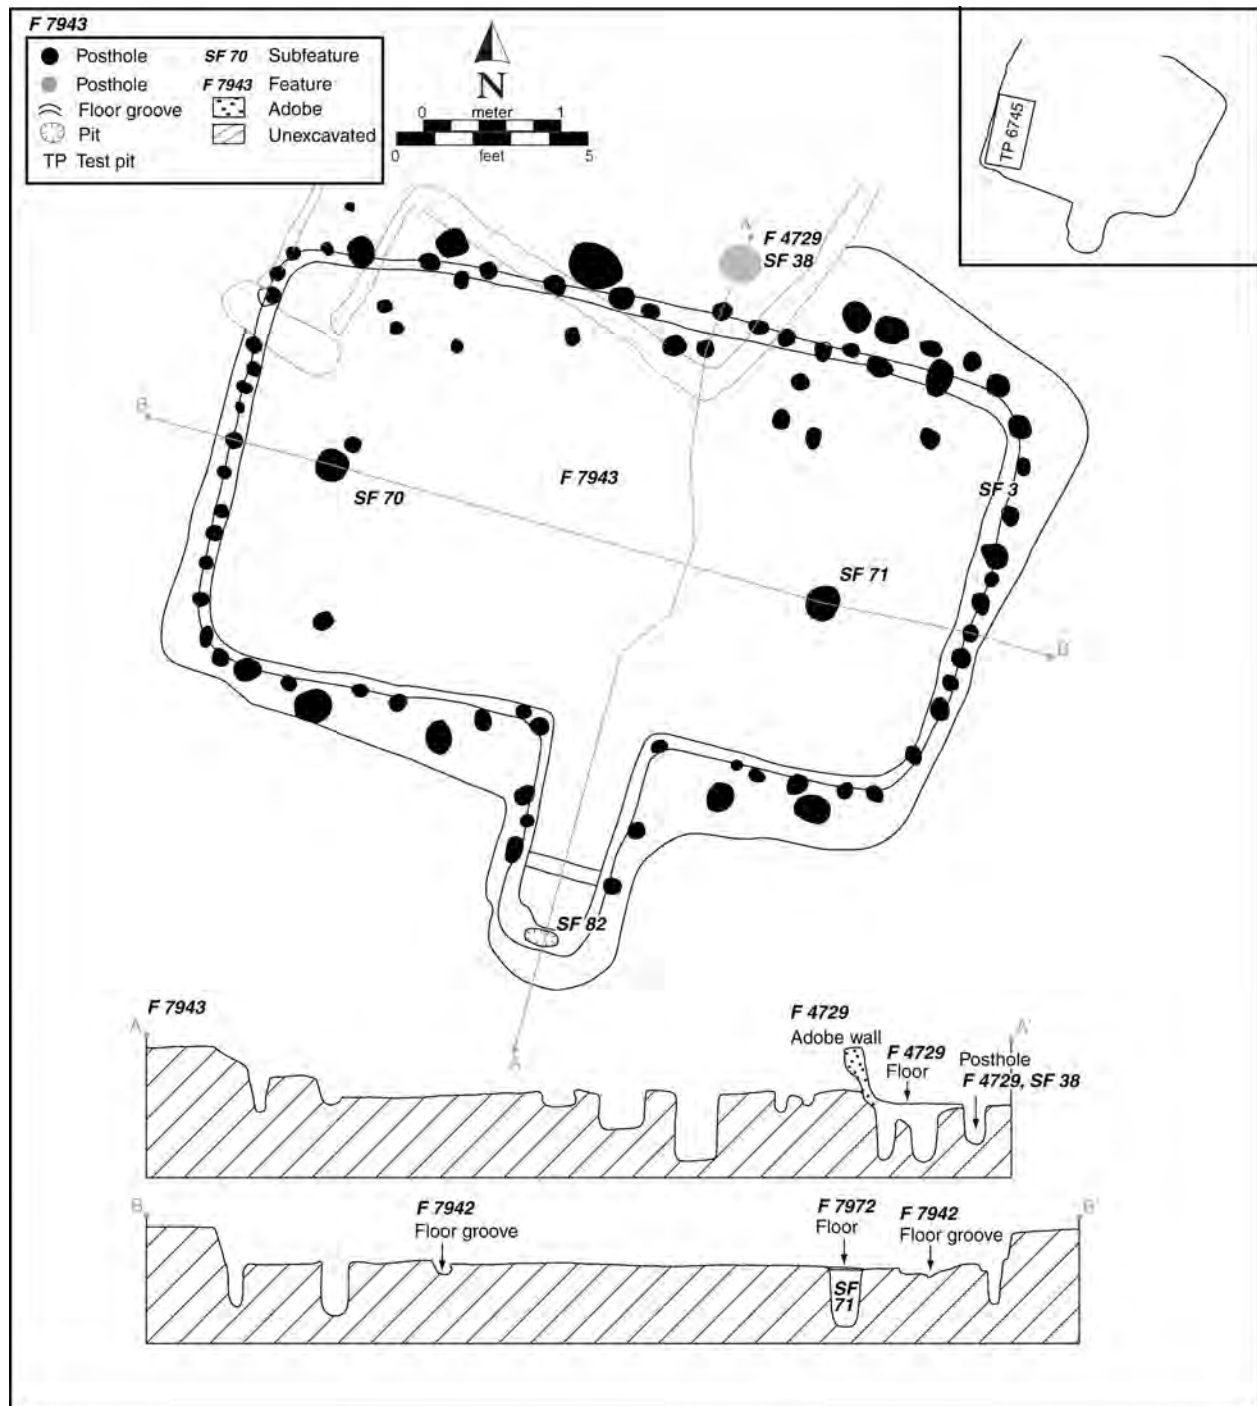 F 7943
Posthole
SF 70 Subfeature
Posthole
F 7943 Feature
Floor groove
Adobe
Pit
Unexcavated
TP Test pit
N
0 meter 1
0 feet 5
TP 6745
A'
F 4729
SF 38
B
F 7943
SF 70
SF 3
SF 71
B'
SF 82
A
F 7943
A
F 4729
Adobe wall
F 4729
Floor
Posthole
F 4729, SF 38
A'
B
F 7942
Floor groove
F 7972
Floor
F 7942
Floor groove
B'
SF
71